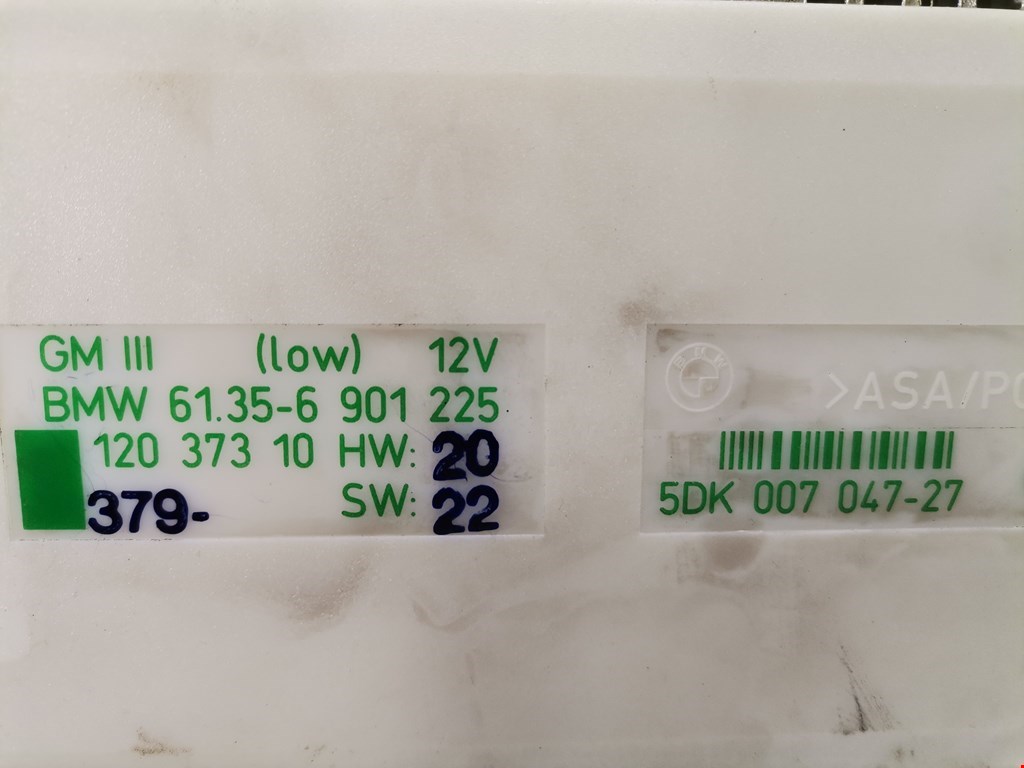 GM III (low) 12V
BMW 61.35-6 901 225
120 373 10 HW: 20
379- SW: 22
>ASA/PC
5DK 007 047-27